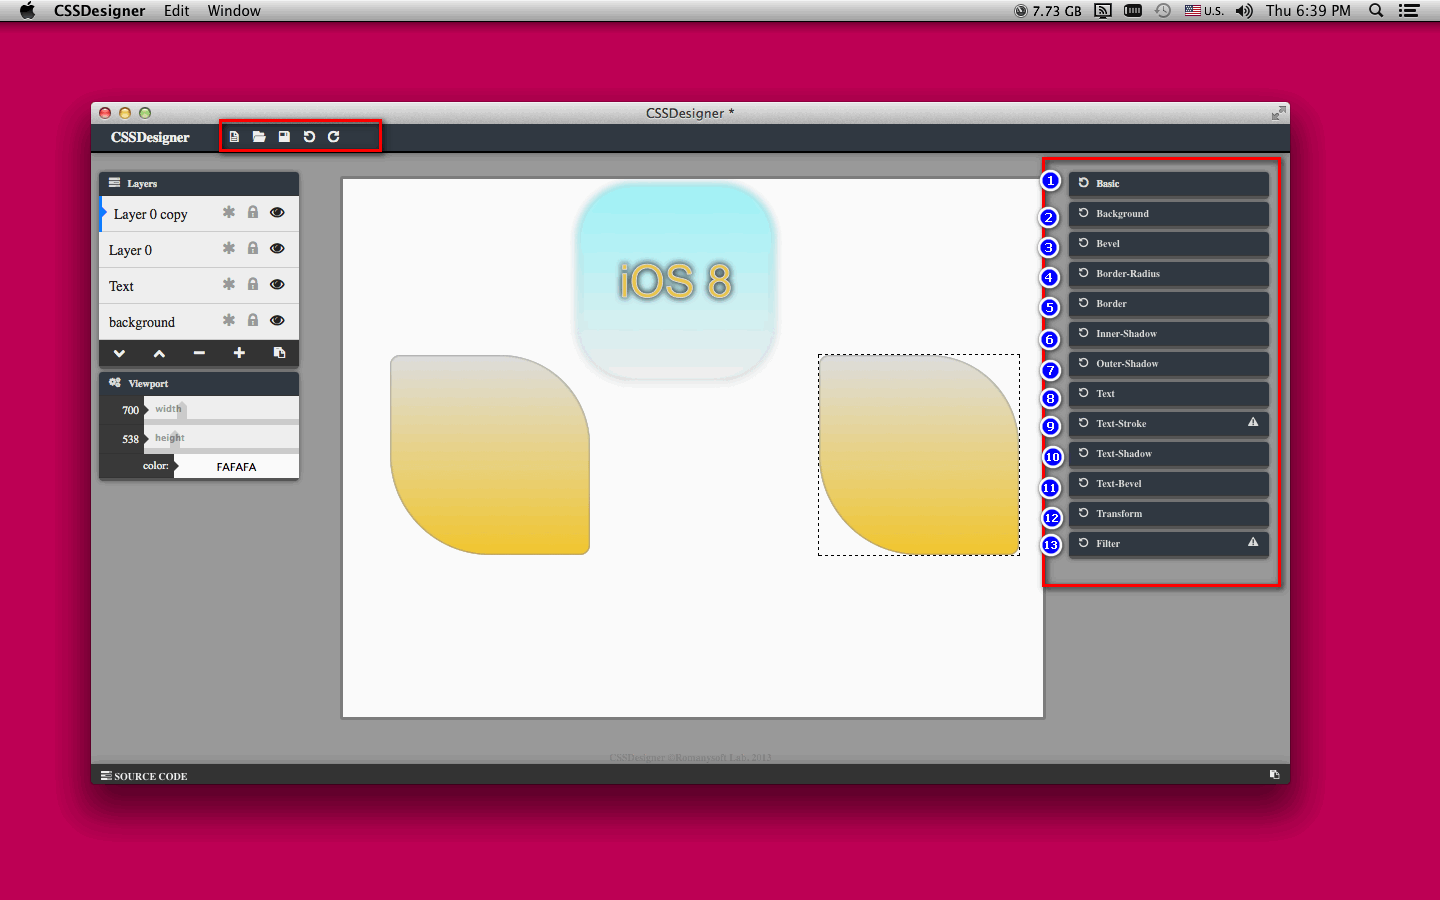 CSSDesigner Edit Window 7.73 GB U.S. Thu 6:39 PM
CSSDesigner *
CSSDesigner
Layers
Layer 0 copy
Layer 0
Text
background
Viewport
700 width
538 height
color: FAFAFA
iOS 8
1 Basic
2 Background
3 Bevel
4 Border-Radius
5 Border
6 Inner-Shadow
7 Outer-Shadow
8 Text
9 Text-Stroke
10 Text-Shadow
11 Text-Bevel
12 Transform
13 Filter
CSSDesigner ©Romanysoft Lab. 2013
SOURCE CODE